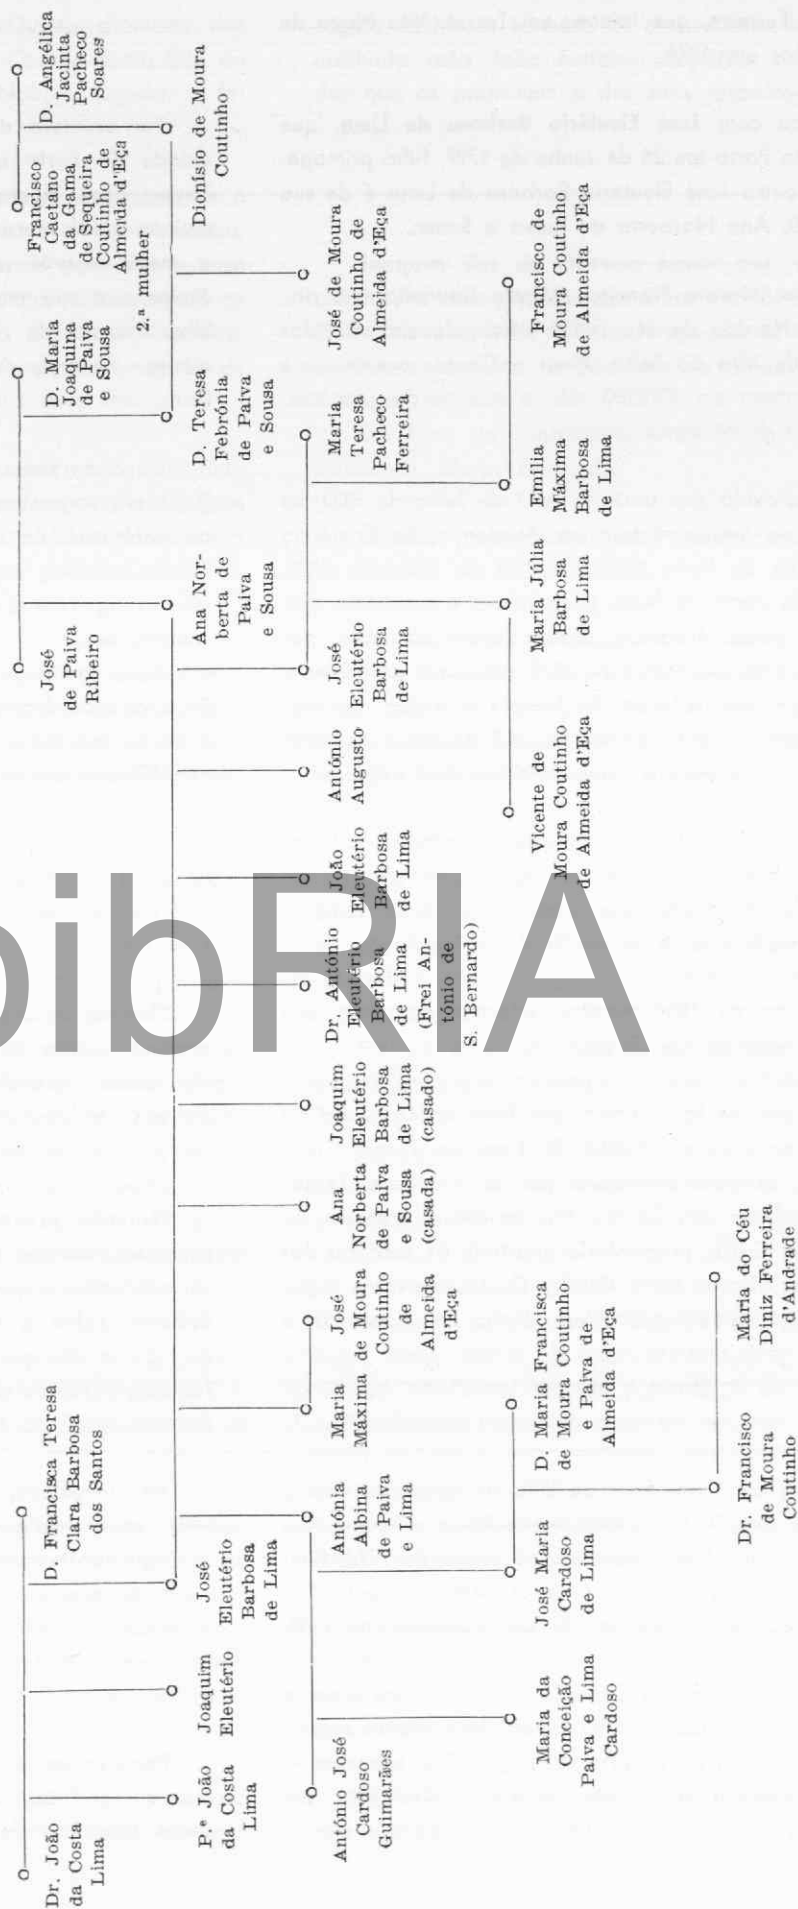 Dr. João
da Costa
Lima
D. Francisca Teresa
Clara Barbosa
dos Santos
José
de Paiva
Ribeiro
D. Maria
Joaquina
de Paiva
e Sousa
Francisco
Caetano
da Gama
de Sequeira
Coutinho de
Almeida d'Eça
2.ª mulher
D. Angélica
Jacinta
Pacheco
Soares
P.e João
da Costa
Lima
Joaquim
Eleutério
José
Eleutério
Barbosa
de Lima
Ana Nor-
berta de
Paiva
e Sousa
D. Teresa
Febrónia
de Paiva
e Sousa
Dionísio de Moura
Coutinho
António José
Cardoso
Guimarães
Antónia
Albina
de Paiva
e Lima
Maria
Máxima
José
de Moura
Coutinho
de
Almeida
d'Eça
Ana
Norberta
de Paiva
e Sousa
(casada)
Joaquim
Eleutério
Barbosa
de Lima
(casado)
Dr. António
Eleutério
Barbosa
de Lima
(Frei An-
tónio de
S. Bernardo)
João
Eleutério
Barbosa
de Lima
António
Augusto
José
Elcutério
Barbosa
de Lima
Maria
Teresa
Pacheco
Ferreira
José de Moura
Coutinho de
Almeida d'Eça
Maria da
Conceição
Paiva e Lima
Cardoso
José Maria
Cardoso
de Lima
D. Maria Francisca
de Moura Coutinho
e Paiva de
Almeida d'Eça
Vicente de
Moura Coutinho
de Almeida d'Eça
Maria Júlia
Barbosa
de Lima
Emília
Máxima
Barbosa
de Lima
Francisco de
Moura Coutinho
de Almeida d'Eça
Dr. Francisco
de Moura
Coutinho
Maria do Céu
Diniz Ferreira
d'Andrade
bibRIA